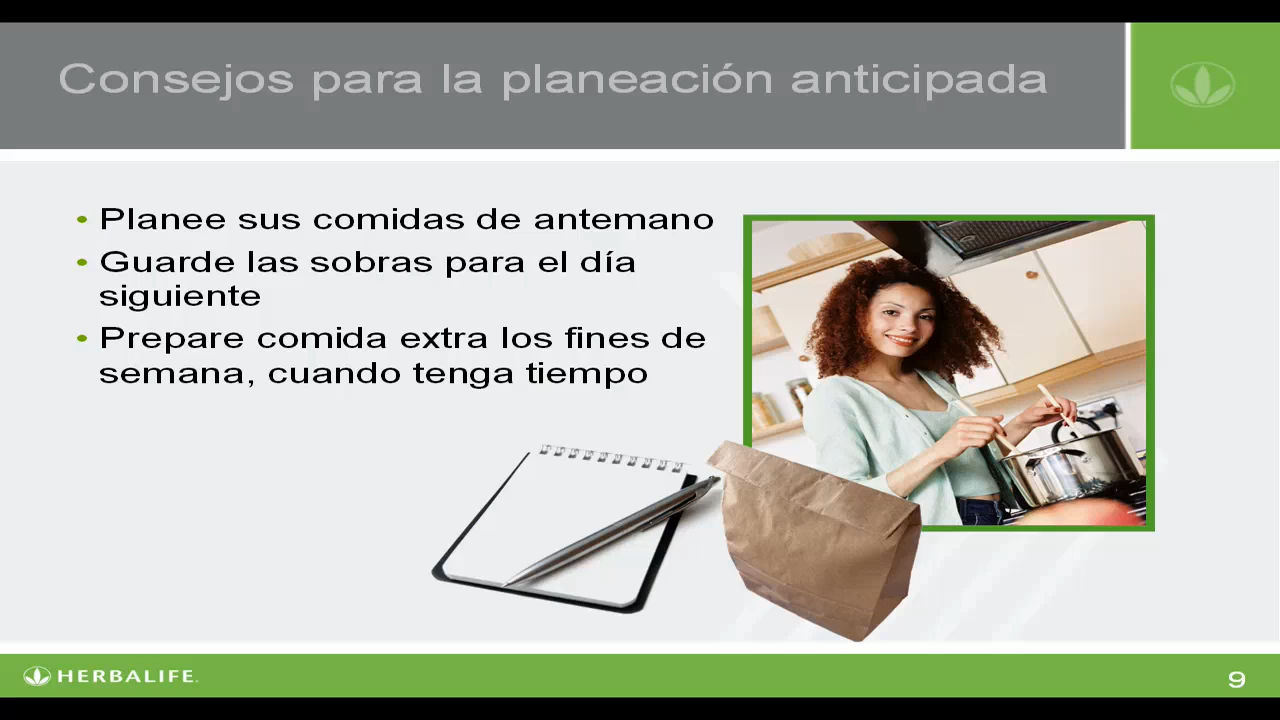 Consejos para la planeación anticipada
• Planee sus comidas de antemano
• Guarde las sobras para el día
siguiente
• Prepare comida extra los fines de
semana, cuando tenga tiempo
HERBALIFE.
9